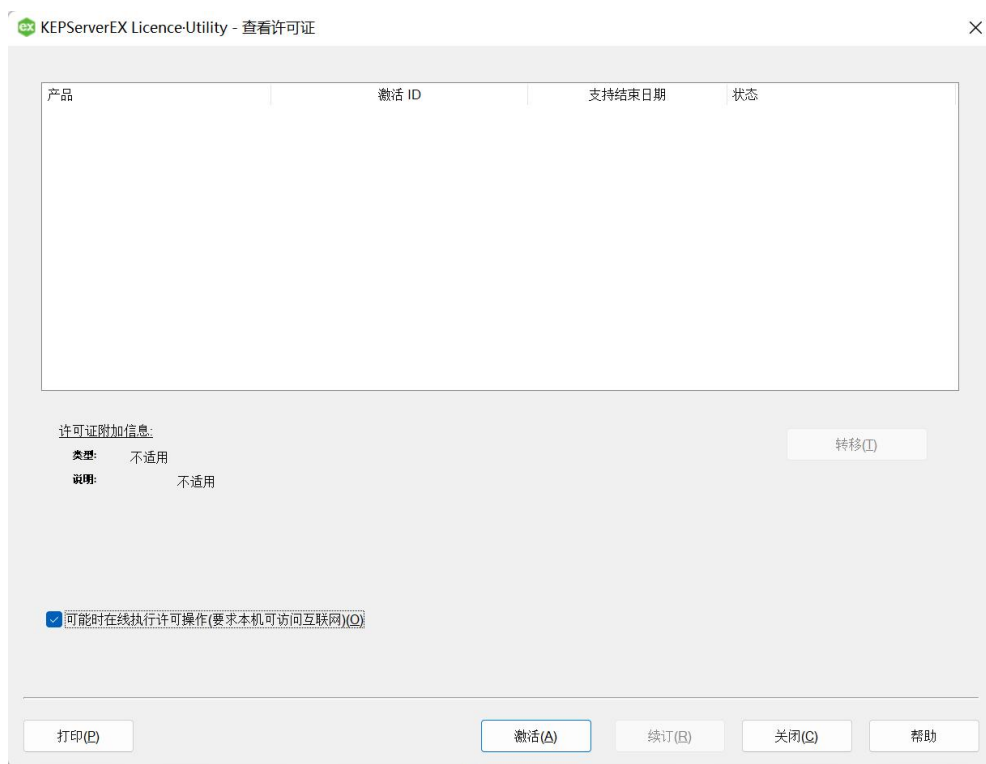 ex KEPServerEX Licence·Utility - 查看许可证
产品 激活 ID 支持结束日期 状态
许可证附加信息:
转移(T)
类型: 不适用
说明: 不适用
可能时在线执行许可操作(要求本机可访问互联网)(O)
打印(P) 激活(A) 续订(R) 关闭(C) 帮助